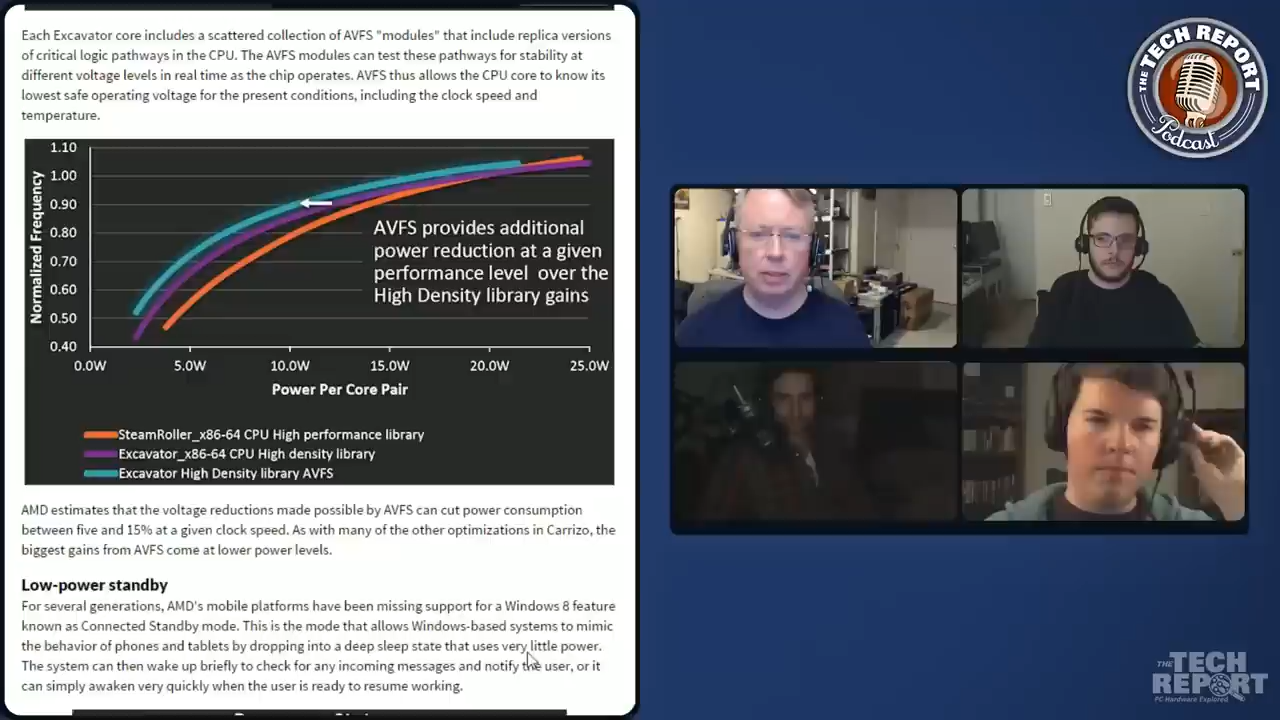 Each Excavator core includes a scattered collection of AVFS "modules" that include replica versions
of critical logic pathways in the CPU. The AVFS modules can test these pathways for stability at
different voltage levels in real time as the chip operates. AVFS thus allows the CPU core to know its
lowest safe operating voltage for the present conditions, including the clock speed and
temperature.
1.10
1.00
0.90
0.80
0.70
0.60
0.50
0.40
Normalized Frequency
AVFS provides additional
power reduction at a given
performance level over the
High Density library gains
0.0W 5.0W 10.0W 15.0W 20.0W 25.0W
Power Per Core Pair
SteamRoller_x86-64 CPU High performance library
Excavator_x86-64 CPU High density library
Excavator High Density library AVFS
AMD estimates that the voltage reductions made possible by AVFS can cut power consumption
between five and 15% at a given clock speed. As with many of the other optimizations in Carrizo, the
biggest gains from AVFS come at lower power levels.
Low-power standby
For several generations, AMD's mobile platforms have been missing support for a Windows 8 feature
known as Connected Standby mode. This is the mode that allows Windows-based systems to mimic
the behavior of phones and tablets by dropping into a deep sleep state that uses very little power.
The system can then wake up briefly to check for any incoming messages and notify the user, or it
can simply awaken very quickly when the user is ready to resume working.
THE TECH REPORT
Podcast
THE TECH
REPORT
PC Hardware Explored